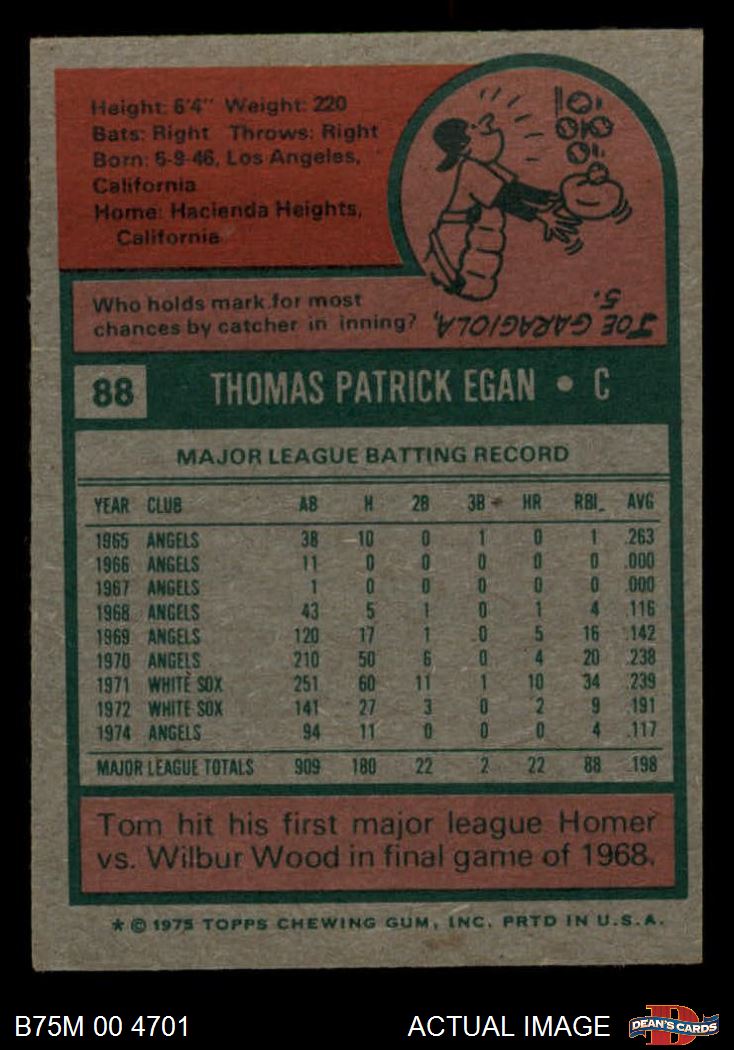 Height: 6'4" Weight: 220
Bats: Right Throws: Right
Born: 6-9-46, Los Angeles,
California
Home: Hacienda Heights,
California
Who holds mark for most
chances by catcher in inning?
JOE GARAGIOLA,
5.
88 THOMAS PATRICK EGAN • C
MAJOR LEAGUE BATTING RECORD
YEAR CLUB AB H 2B 3B HR RBI AVG
1965 ANGELS 38 10 0 1 0 1 .263
1966 ANGELS 11 0 0 0 0 0 .000
1967 ANGELS 1 0 0 0 0 0 .000
1968 ANGELS 43 5 1 0 1 4 .116
1969 ANGELS 120 17 1 0 5 16 .142
1970 ANGELS 210 50 6 0 4 20 .238
1971 WHITE SOX 251 60 11 1 10 34 .239
1972 WHITE SOX 141 27 3 0 2 9 .191
1974 ANGELS 94 11 0 0 0 4 .117
MAJOR LEAGUE TOTALS 909 180 22 2 22 88 .198
Tom hit his first major league Homer
vs. Wilbur Wood in final game of 1968.
* © 1975 TOPPS CHEWING GUM, INC. PRTD IN U.S.A.
B75M 00 4701 ACTUAL IMAGE DEAN'S CARDS